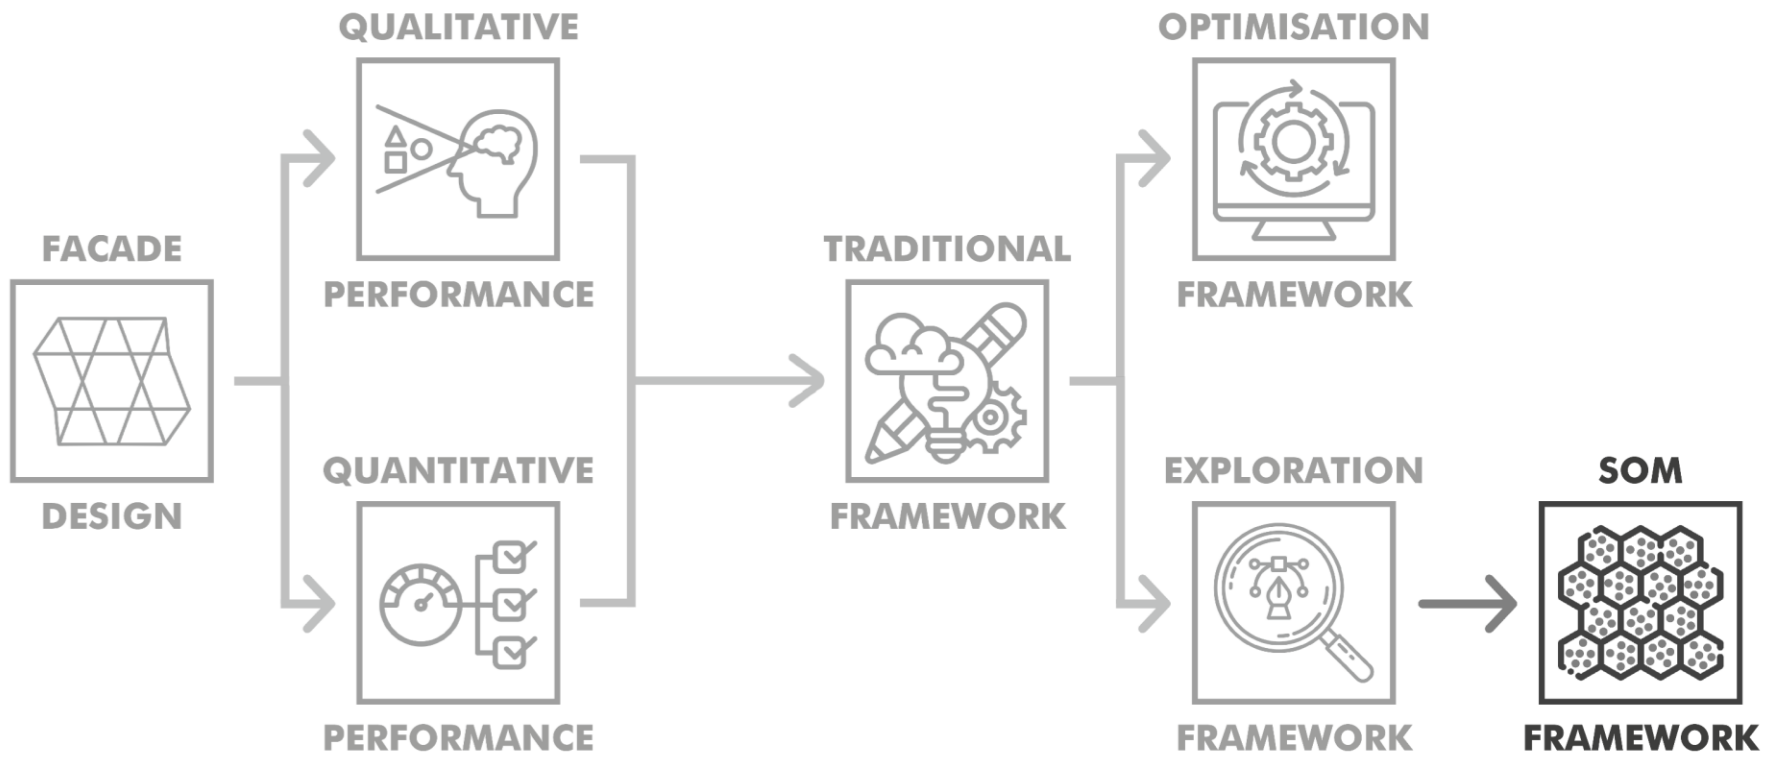 FACADE
DESIGN
QUALITATIVE
PERFORMANCE
QUANTITATIVE
PERFORMANCE
TRADITIONAL
FRAMEWORK
OPTIMISATION
FRAMEWORK
EXPLORATION
FRAMEWORK
SOM
FRAMEWORK